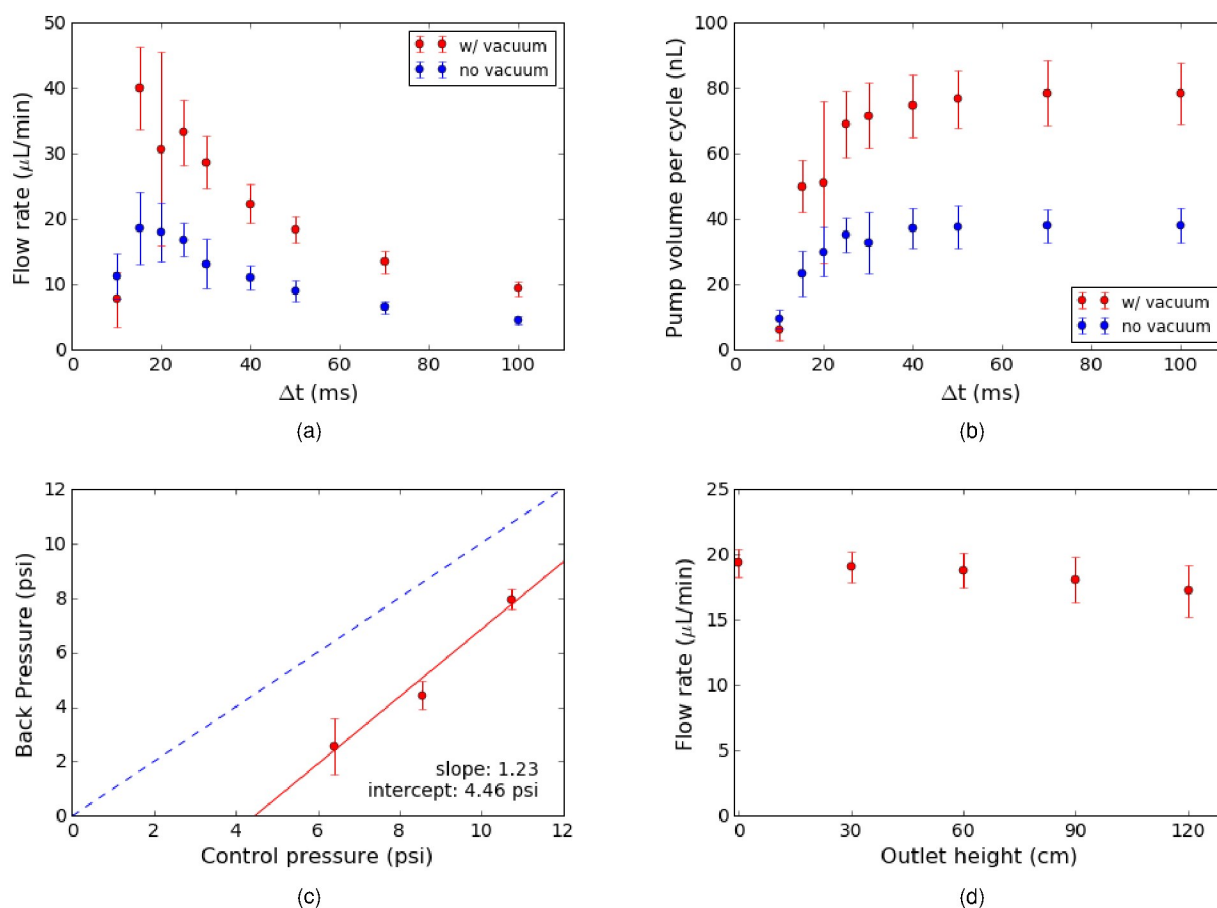 50
40
30
20
10
0
Flow rate (μL/min)
w/ vacuum
no vacuum
0 20 40 60 80 100
Δt (ms)
(a)
100
80
60
40
20
0
Pump volume per cycle (nL)
w/ vacuum
no vacuum
0 20 40 60 80 100
Δt (ms)
(b)
12
10
8
6
4
2
0
Back Pressure (psi)
slope: 1.23
intercept: 4.46 psi
0 2 4 6 8 10 12
Control pressure (psi)
(c)
25
20
15
10
5
0
Flow rate (μL/min)
0 30 60 90 120
Outlet height (cm)
(d)